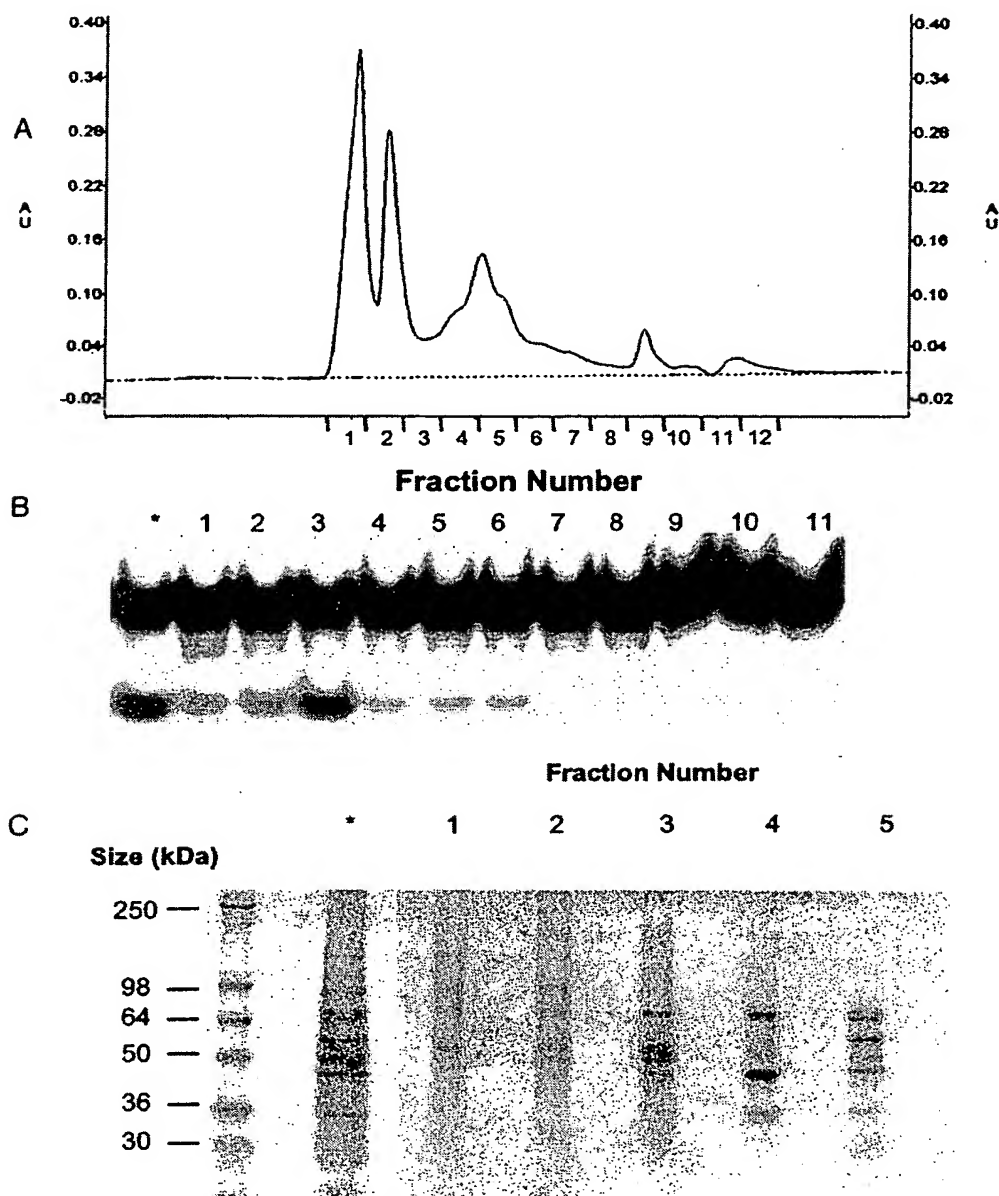 0.40 0.40
0.34 0.34
A 0.28 0.28
0.22 0.22
AU AU
0.16 0.16
0.10 0.10
0.04 0.04
-0.02 -0.02
1 2 3 4 5 6 7 8 9 10 11 12
Fraction Number
B
* 1 2 3 4 5 6 7 8 9 10 11
Fraction Number
C * 1 2 3 4 5
Size (kDa)
250
98
64
50
36
30